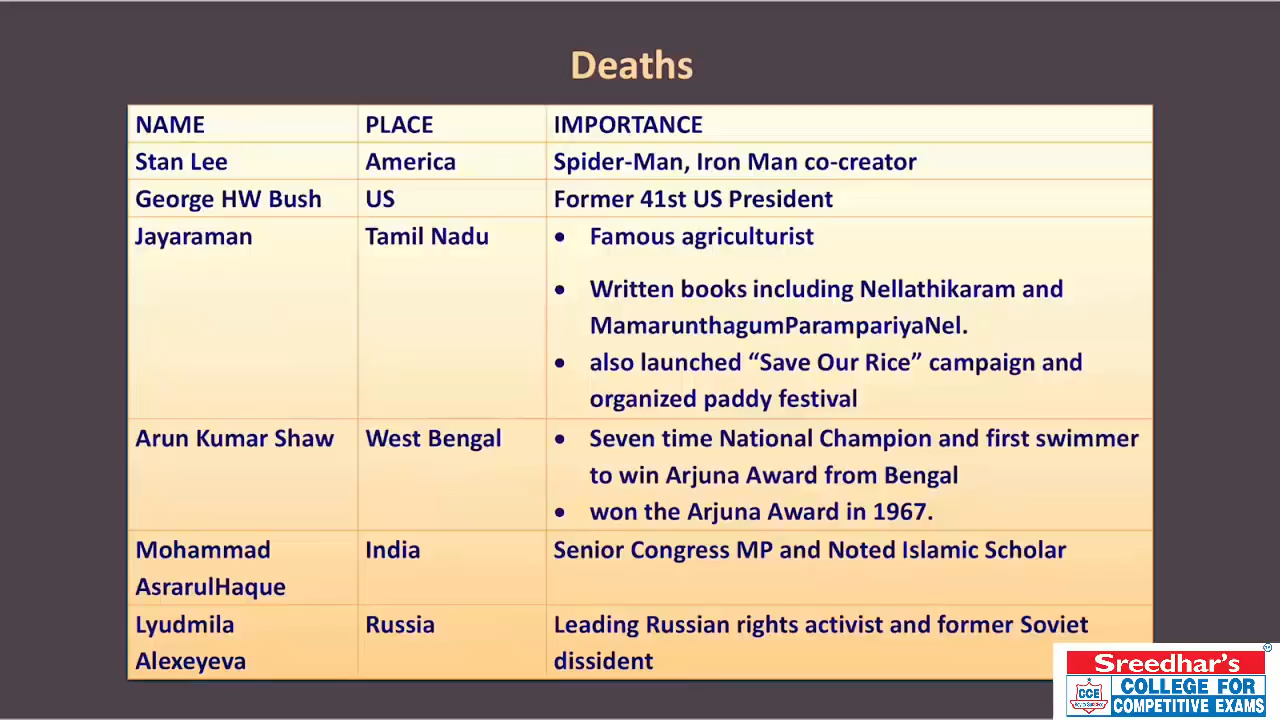 Deaths
NAME PLACE IMPORTANCE
Stan Lee America Spider-Man, Iron Man co-creator
George HW Bush US Former 41st US President
Jayaraman Tamil Nadu • Famous agriculturist
• Written books including Nellathikaram and
MamarunthagumParampariyaNel.
• also launched “Save Our Rice” campaign and
organized paddy festival
Arun Kumar Shaw West Bengal • Seven time National Champion and first swimmer
to win Arjuna Award from Bengal
• won the Arjuna Award in 1967.
Mohammad India Senior Congress MP and Noted Islamic Scholar
AsrarulHaque
Lyudmila Russia Leading Russian rights activist and former Soviet
Alexeyeva dissident
Sreedhar's
CCE
COLLEGE FOR
COMPETITIVE EXAMS